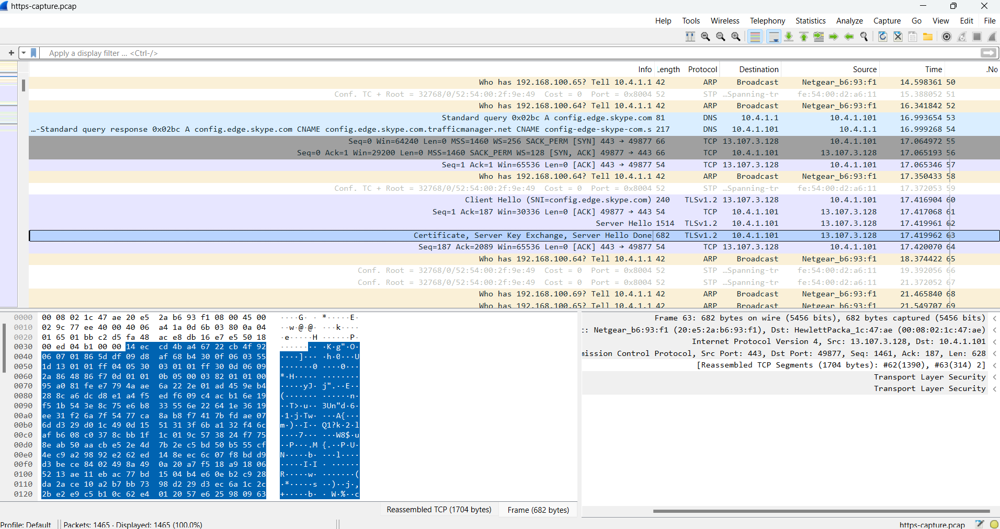 https-capture.pcap
Help Tools Wireless Telephony Statistics Analyze Capture Go View Edit File
Apply a display filter ... <Ctrl-/>
Info Length Protocol Destination Source Time .No
Who has 192.168.100.65? Tell 10.4.1.1 42 ARP Broadcast Netgear_b6:93:f1 14.598361 50
Conf. TC + Root = 32768/0/52:54:00:2f:9e:49 Cost = 0 Port = 0x8004 52 STP …Spanning-tr fe:54:00:d2:a6:11 15.388052 51
Who has 192.168.100.64? Tell 10.4.1.1 42 ARP Broadcast Netgear_b6:93:f1 16.341842 52
Standard query 0x02bc A config.edge.skype.com 81 DNS 10.4.1.1 10.4.1.101 16.993654 53
…-Standard query response 0x02bc A config.edge.skype.com CNAME config.edge.skype.com.trafficmanager.net CNAME config-edge-skype-com.s 217 DNS 10.4.1.101 10.4.1.1 16.999268 54
Seq=0 Win=64240 Len=0 MSS=1460 WS=256 SACK_PERM [SYN] 443 → 49877 66 TCP 13.107.3.128 10.4.1.101 17.064972 55
Seq=0 Ack=1 Win=29200 Len=0 MSS=1460 SACK_PERM WS=128 [SYN, ACK] 49877 → 443 66 TCP 10.4.1.101 13.107.3.128 17.065193 56
Seq=1 Ack=1 Win=65536 Len=0 [ACK] 443 → 49877 54 TCP 13.107.3.128 10.4.1.101 17.065346 57
Who has 192.168.100.64? Tell 10.4.1.1 42 ARP Broadcast Netgear_b6:93:f1 17.350433 58
Conf. TC + Root = 32768/0/52:54:00:2f:9e:49 Cost = 0 Port = 0x8004 52 STP …Spanning-tr fe:54:00:d2:a6:11 17.372053 59
Client Hello (SNI=config.edge.skype.com) 240 TLSv1.2 13.107.3.128 10.4.1.101 17.416904 60
Seq=1 Ack=187 Win=30336 Len=0 [ACK] 49877 → 443 54 TCP 10.4.1.101 13.107.3.128 17.417068 61
Server Hello 1514 TLSv1.2 10.4.1.101 13.107.3.128 17.419961 62
Certificate, Server Key Exchange, Server Hello Done 682 TLSv1.2 10.4.1.101 13.107.3.128 17.419962 63
Seq=187 Ack=2089 Win=65536 Len=0 [ACK] 443 → 49877 54 TCP 13.107.3.128 10.4.1.101 17.420070 64
Who has 192.168.100.64? Tell 10.4.1.1 42 ARP Broadcast Netgear_b6:93:f1 18.374422 65
Conf. Root = 32768/0/52:54:00:2f:9e:49 Cost = 0 Port = 0x8004 52 STP …Spanning-tr fe:54:00:d2:a6:11 19.392056 66
Conf. Root = 32768/0/52:54:00:2f:9e:49 Cost = 0 Port = 0x8004 52 STP …Spanning-tr fe:54:00:d2:a6:11 21.372052 67
Who has 192.168.100.69? Tell 10.4.1.1 42 ARP Broadcast Netgear_b6:93:f1 21.465840 68
Who has 192.168.100.65? Tell 10.4.1.1 42 ARP Broadcast Netgear_b6:93:f1 21.549707 69
0000 00 08 02 1c 47 ae 20 e5 2a b6 93 f1 08 00 45 00 ····G· · *·····E·
0010 02 9c 77 ee 40 00 40 06 a4 1a 0d 6b 03 80 0a 04 ··w·@·@· ···k····
0020 01 65 01 bb c2 d5 fa 48 ac e8 db 16 e7 e5 50 18 ·e·····H ······P·
0030 00 ed 04 b1 00 00 14 ec cd 4b a4 67 22 cb 4f 92 ········ ·K·g"·O·
0040 06 07 01 86 5d df 09 d8 af 68 b4 30 0f 06 03 55 ····]··· ·h·0···U
0050 1d 13 01 01 ff 04 05 30 03 01 01 ff 30 0d 06 09 ·······0 ····0···
0060 2a 86 48 86 f7 0d 01 01 0b 05 00 03 82 01 01 00 *·H····· ········
0070 95 a0 81 fe e7 79 4a ae 6a 22 2e 01 ad 45 9e b4 ·····yJ· j".··E··
0080 28 8c a6 dc d8 e1 a4 f5 ed f6 09 c4 ac b1 6e 19 (······· ······n·
0090 f5 1b 54 3e 8c 75 e6 b8 33 55 6e 22 64 1e 36 19 ··T>·u·· 3Un"d·6·
00a0 ee 31 f2 6a 7f 54 77 ca 8a b8 f7 41 7b fd ae 07 ·1·j·Tw· ···A{···
00b0 6d d3 29 d0 1c 49 0d 15 51 31 3f 6b a1 32 f4 6c m·)··I·· Q1?k·2·l
00c0 af b6 08 c0 37 8c bb 1f 1c 01 9c 57 38 24 f7 75 ····7··· ···W8$·u
00d0 8e ab 50 aa cb e5 2e 4d 7b 2e c5 bd 50 b5 55 cf ··P···.M {.··P·U·
00e0 4e c9 a2 98 92 e2 62 ed 14 8e ec 6c 07 f8 bd d9 N·····b· ···l····
00f0 d3 be ce 84 02 49 8a 49 0a 20 a7 f5 18 a9 18 06 ·····I·I · ······
0100 52 13 ae 11 eb ac 77 bd 15 04 b4 e6 0e b2 c9 28 R·····w· ·······(
0110 da 2a ce 10 a2 b7 bb 73 98 d2 29 d3 ec 6a 1c 2c ·*·····s ··)··j·,
0120 2b e2 e9 c5 b1 0c 62 e4 01 20 57 e6 25 98 09 63 +·····b· · W·%··c
Frame 63: 682 bytes on wire (5456 bits), 682 bytes captured (5456 bits)
: Netgear_b6:93:f1 (20:e5:2a:b6:93:f1), Dst: HewlettPacka_1c:47:ae (00:08:02:1c:47:ae)
Internet Protocol Version 4, Src: 13.107.3.128, Dst: 10.4.1.101
mission Control Protocol, Src Port: 443, Dst Port: 49877, Seq: 1461, Ack: 187, Len: 628
[Reassembled TCP Segments (1704 bytes): #62(1390), #63(314) 2]
Transport Layer Security
Transport Layer Security
Reassembled TCP (1704 bytes) Frame (682 bytes)
Profile: Default Packets: 1465 · Displayed: 1465 (100.0%) https-capture.pcap